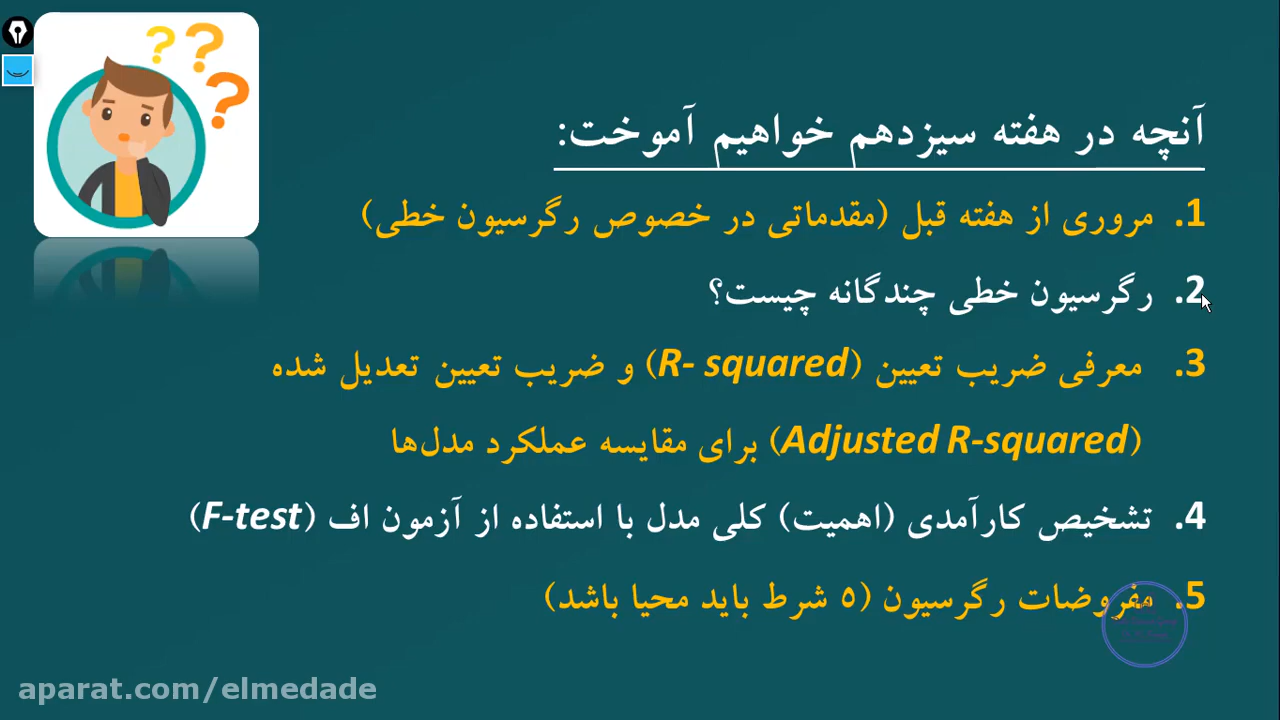 آنچه در هفته سیزدهم خواهیم آموخت:
1. مروری از هفته قبل (مقدماتی در خصوص رگرسیون خطی)
2. رگرسیون خطی چندگانه چیست؟
3. معرفی ضریب تعیین (R- squared) و ضریب تعیین تعدیل شده
(Adjusted R-squared) برای مقایسه عملکرد مدل‌ها
4. تشخیص کارآمدی (اهمیت) کلی مدل با استفاده از آزمون اف (F-test)
5. مفروضات رگرسیون (۵ شرط باید محیا باشد)
aparat.com/elmedade